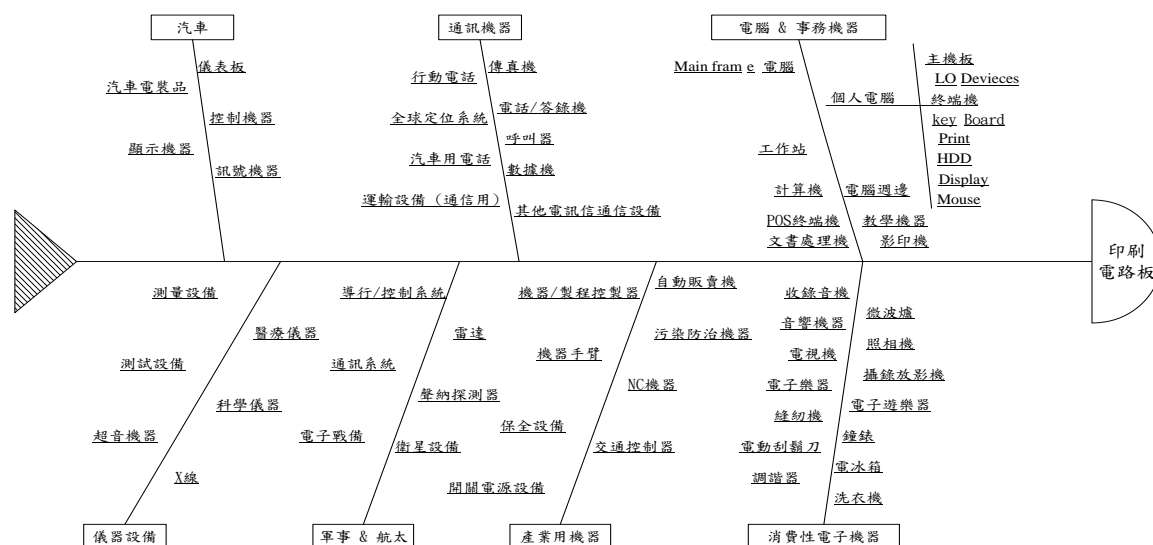 汽車
通訊機器
電腦 & 事務機器
儀表板
汽車電裝品
控制機器
顯示機器
訊號機器
傳真機
行動電話
電話/答錄機
全球定位系統
呼叫器
汽車用電話
數據機
運輸設備 (通信用)
其他電訊信通信設備
Main fram e 電腦
個人電腦
工作站
計算機
電腦週邊
POS終端機
教學機器
文書處理機
影印機
主機板
LO Devieces
終端機
key Board
Print
HDD
Display
Mouse
印刷
電路板
測量設備
醫療儀器
測試設備
科學儀器
超音機器
X線
導行/控制系統
雷達
通訊系統
聲納探測器
電子戰備
衛星設備
機器/製程控製器
自動販賣機
污染防治機器
機器手臂
NC機器
保全設備
交通控制器
開關電源設備
收錄音機
微波爐
音響機器
照相機
電視機
攝錄放影機
電子樂器
電子遊樂器
縫紉機
鐘錶
電動刮鬍刀
電冰箱
調諧器
洗衣機
儀器設備
軍事 & 航太
產業用機器
消費性電子機器